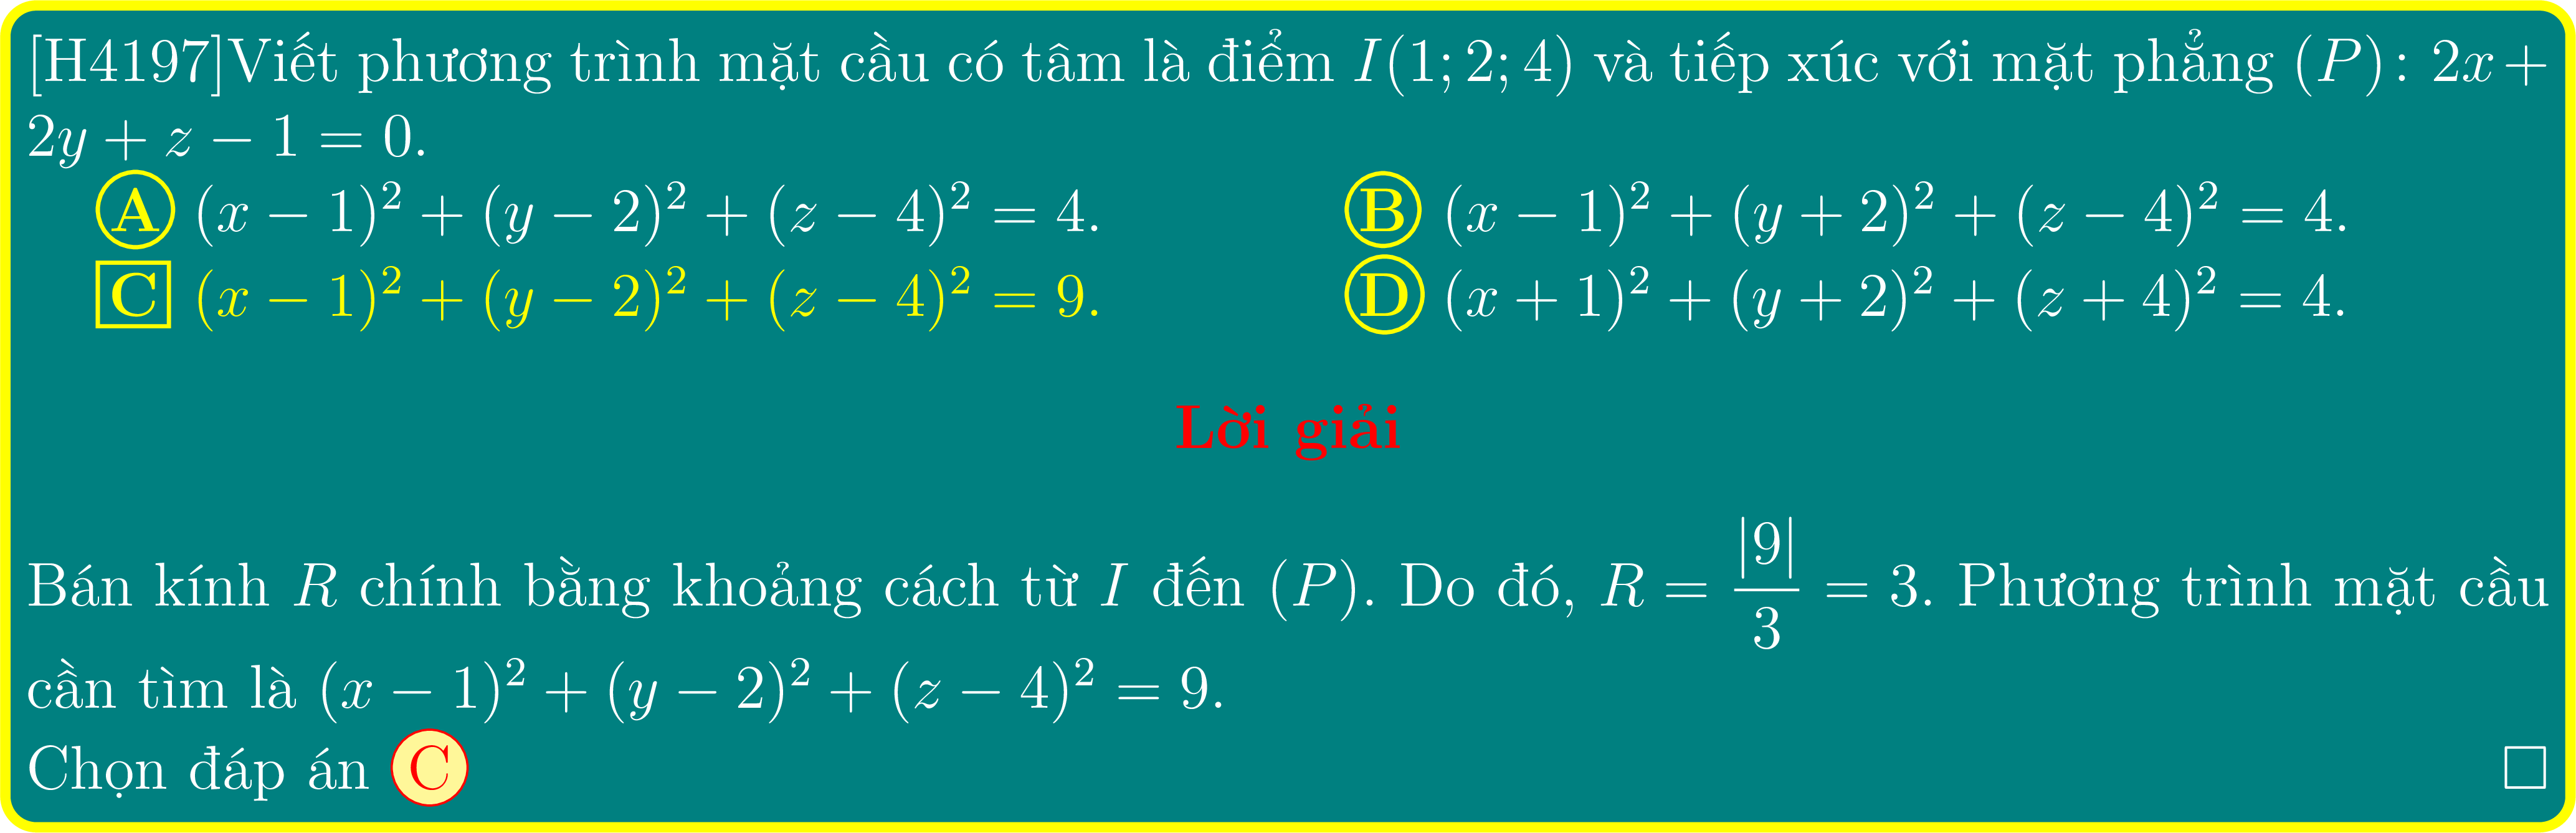 [H4197]Viết phương trình mặt cầu có tâm là điểm I(1; 2; 4) và tiếp xúc với mặt phẳng (P): 2x +
2y + z − 1 = 0.
A (x − 1)² + (y − 2)² + (z − 4)² = 4. B (x − 1)² + (y + 2)² + (z − 4)² = 4.
C (x − 1)² + (y − 2)² + (z − 4)² = 9. D (x + 1)² + (y + 2)² + (z + 4)² = 4.
Lời giải
Bán kính R chính bằng khoảng cách từ I đến (P). Do đó, R = |9|/3 = 3. Phương trình mặt cầu
cần tìm là (x − 1)² + (y − 2)² + (z − 4)² = 9.
Chọn đáp án C □